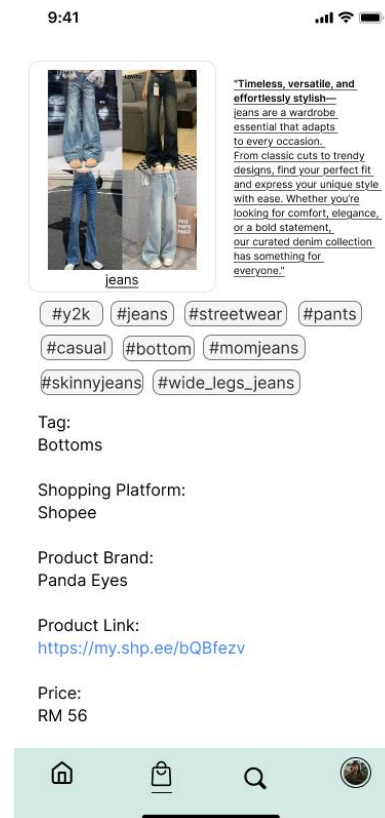 9:41
"Timeless, versatile, and
effortlessly stylish—
jeans are a wardrobe
essential that adapts
to every occasion.
From classic cuts to trendy
designs, find your perfect fit
and express your unique style
with ease. Whether you're
looking for comfort, elegance,
or a bold statement,
our curated denim collection
has something for
everyone."
jeans
#y2k #jeans #streetwear #pants
#casual #bottom #momjeans
#skinnyjeans #wide_legs_jeans
Tag:
Bottoms
Shopping Platform:
Shopee
Product Brand:
Panda Eyes
Product Link:
https://my.shp.ee/bQBfezv
Price:
RM 56